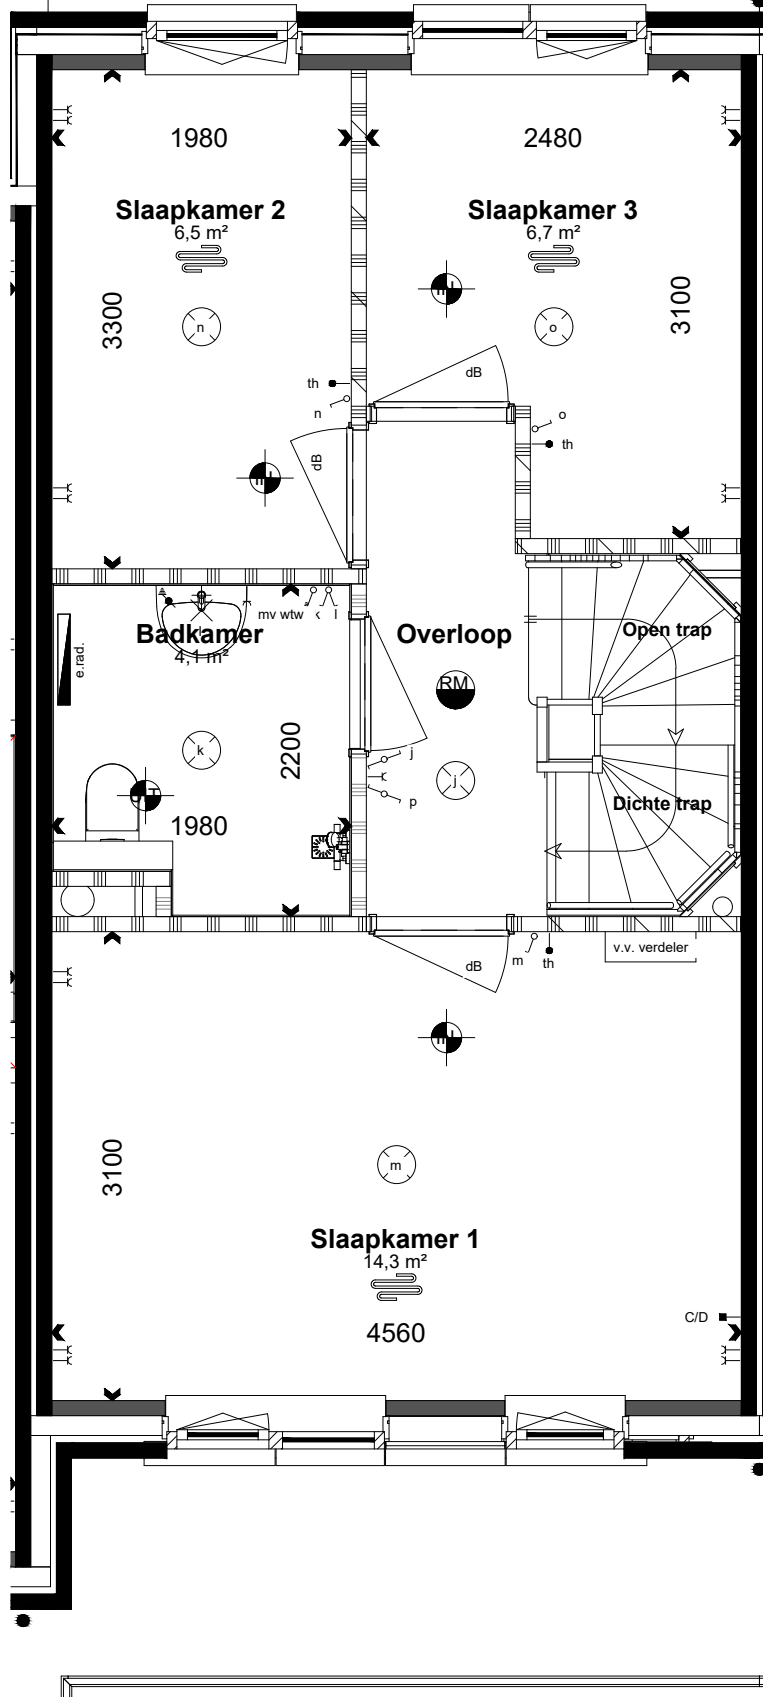 1980
2480
Slaapkamer 2
6,5 m²
Slaapkamer 3
6,7 m²
3300
3100
n
o
th
n
dB
o
th
dB
mv wtw
k
l
Badkamer
4,1 m²
e.rad.
Overloop
RM
Open trap
Dichte trap
k
2200
1980
j
p
j
dB
m
th
v.v. verdeler
3100
m
Slaapkamer 1
14,3 m²
C/D
4560